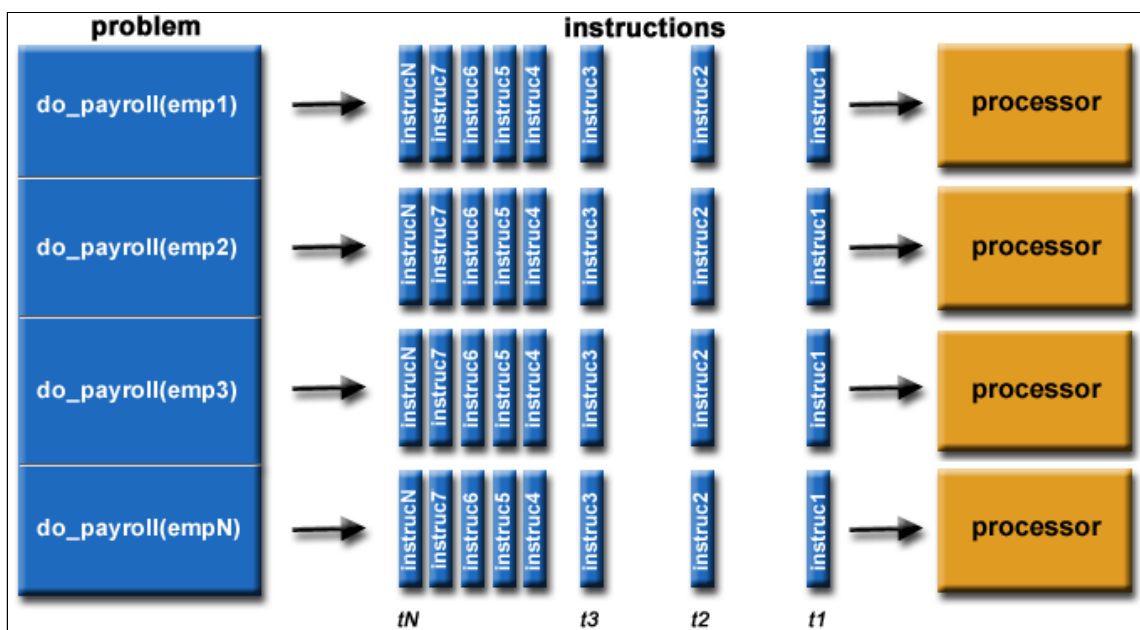 problem
instructions
do_payroll(emp1)
instrucN
instruc7
instruc6
instruc5
instruc4
instruc3
instruc2
instruc1
processor
do_payroll(emp2)
instrucN
instruc7
instruc6
instruc5
instruc4
instruc3
instruc2
instruc1
processor
do_payroll(emp3)
instrucN
instruc7
instruc6
instruc5
instruc4
instruc3
instruc2
instruc1
processor
do_payroll(empN)
instrucN
instruc7
instruc6
instruc5
instruc4
instruc3
instruc2
instruc1
processor
tN
t3
t2
t1